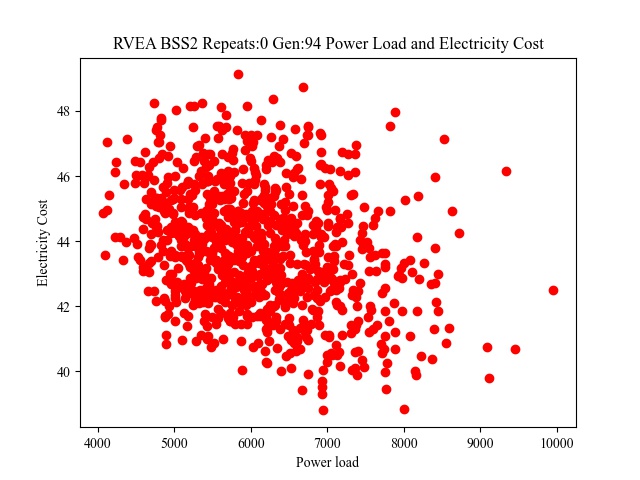 RVEA BSS2 Repeats:0 Gen:94 Power Load and Electricity Cost
48
46
44
42
40
Electricity Cost
4000 5000 6000 7000 8000 9000 10000
Power load